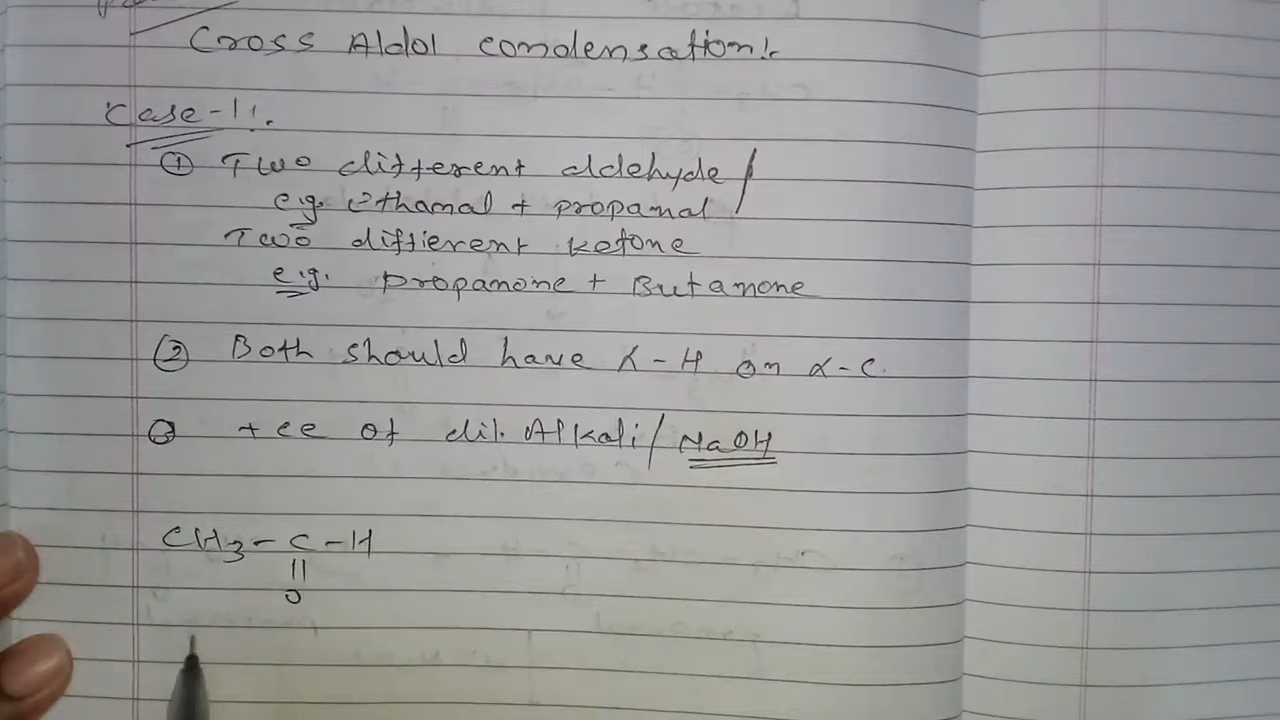 Cross Aldol condensation:
Case-1:
① Two different aldehyde /
e.g. Ethanal + propanal
Two different ketone
e.g. propanone + Butanone
② Both should have α-H on α-C.
+ce of dil. Alkali / NaOH
CH3 - C - H
||
O